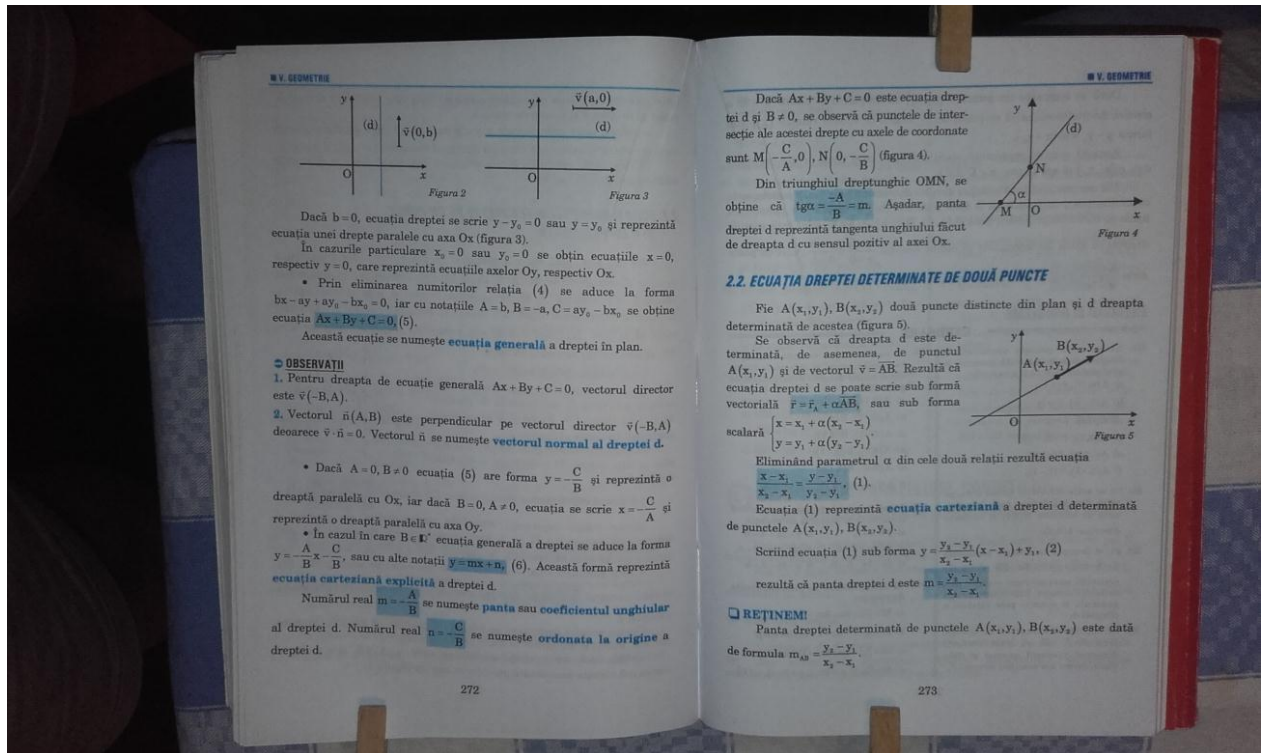 V. GEOMETRIE
y
(d)
v̄(0,b)
O
x
Figura 2
y
v̄(a,0)
(d)
O
x
Figura 3
Dacă b = 0, ecuația dreptei se scrie y − y₀ = 0 sau y = y₀ și reprezintă
ecuația unei drepte paralele cu axa Ox (figura 3).
În cazurile particulare x₀ = 0 sau y₀ = 0 se obțin ecuațiile x = 0,
respectiv y = 0, care reprezintă ecuațiile axelor Oy, respectiv Ox.
• Prin eliminarea numitorilor relația (4) se aduce la forma
bx − ay + ay₀ − bx₀ = 0, iar cu notațiile A = b, B = −a, C = ay₀ − bx₀ se obține
ecuația Ax + By + C = 0, (5).
Această ecuație se numește ecuația generală a dreptei în plan.
OBSERVAȚII
1. Pentru dreapta de ecuație generală Ax + By + C = 0, vectorul director
este v̄(−B,A).
2. Vectorul n̄(A,B) este perpendicular pe vectorul director v̄(−B,A)
deoarece v̄ · n̄ = 0. Vectorul n̄ se numește vectorul normal al dreptei d.
• Dacă A = 0, B ≠ 0 ecuația (5) are forma y = −C/B și reprezintă o
dreaptă paralelă cu Ox, iar dacă B = 0, A ≠ 0, ecuația se scrie x = −C/A și
reprezintă o dreaptă paralelă cu axa Oy.
• În cazul în care B ∈ ecuația generală a dreptei se aduce la forma
y = −A/B x − C/B, sau cu alte notații y = mx + n, (6). Această formă reprezintă
ecuația carteziană explicită a dreptei d.
Numărul real m = −A/B se numește panta sau coeficientul unghiular
al dreptei d. Numărul real n = −C/B se numește ordonata la origine a
dreptei d.
272
V. GEOMETRIE
Dacă Ax + By + C = 0 este ecuația drep-
tei d și B ≠ 0, se observă că punctele de inter-
secție ale acestei drepte cu axele de coordonate
sunt M(−C/A, 0), N(0, −C/B) (figura 4).
Din triunghiul dreptunghic OMN, se
obține că tgα = −A/B = m. Așadar, panta
dreptei d reprezintă tangenta unghiului făcut
de dreapta d cu sensul pozitiv al axei Ox.
y
(d)
N
α
M
O
x
Figura 4
2.2. ECUAȚIA DREPTEI DETERMINATE DE DOUĂ PUNCTE
Fie A(x₁,y₁), B(x₂,y₂) două puncte distincte din plan și d dreapta
determinată de acestea (figura 5).
Se observă că dreapta d este de-
terminată, de asemenea, de punctul
A(x₁,y₁) și de vectorul v̄ = AB. Rezultă că
ecuația dreptei d se poate scrie sub formă
vectorială r̄ = r̄_A + αAB, sau sub forma
scalară { x = x₁ + α(x₂ − x₁)
y = y₁ + α(y₂ − y₁)
y
B(x₂,y₂)
A(x₁,y₁)
O
x
Figura 5
Eliminând parametrul α din cele două relații rezultă ecuația
(x − x₁)/(x₂ − x₁) = (y − y₁)/(y₂ − y₁), (1).
Ecuația (1) reprezintă ecuația carteziană a dreptei d determinată
de punctele A(x₁,y₁), B(x₂,y₂).
Scriind ecuația (1) sub forma y = (y₂ − y₁)/(x₂ − x₁) (x − x₁) + y₁, (2)
rezultă că panta dreptei d este m = (y₂ − y₁)/(x₂ − x₁).
REȚINEM!
Panta dreptei determinată de punctele A(x₁,y₁), B(x₂,y₂) este dată
de formula m_AB = (y₂ − y₁)/(x₂ − x₁).
273